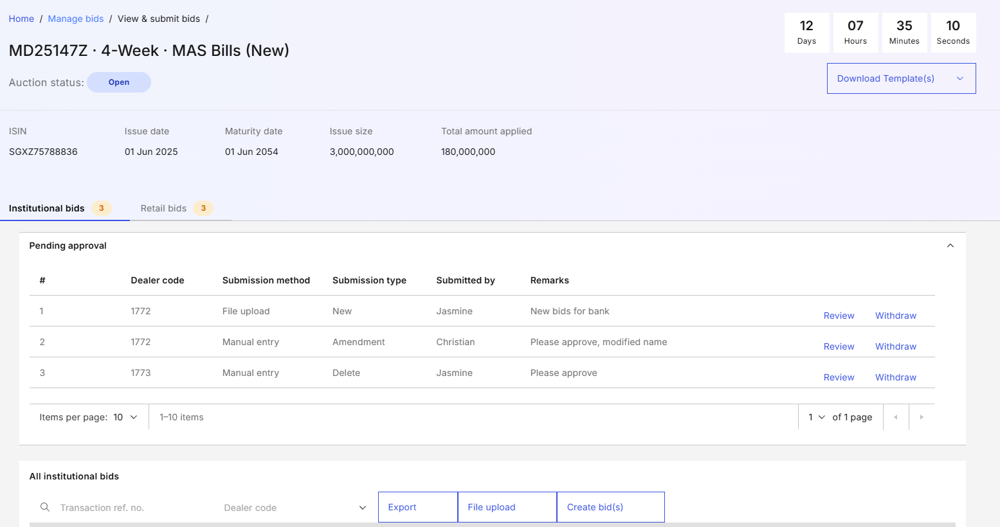 Home / Manage bids / View & submit bids /
12 Days
07 Hours
35 Minutes
10 Seconds
MD25147Z · 4-Week · MAS Bills (New)
Auction status: Open
Download Template(s)
ISIN Issue date Maturity date Issue size Total amount applied
SGXZ75788836 01 Jun 2025 01 Jun 2054 3,000,000,000 180,000,000
Institutional bids 3 Retail bids 3
Pending approval
# Dealer code Submission method Submission type Submitted by Remarks
1 1772 File upload New Jasmine New bids for bank Review Withdraw
2 1772 Manual entry Amendment Christian Please approve, modified name Review Withdraw
3 1773 Manual entry Delete Jasmine Please approve Review Withdraw
Items per page: 10 1–10 items 1 of 1 page
All institutional bids
Transaction ref. no. Dealer code Export File upload Create bid(s)